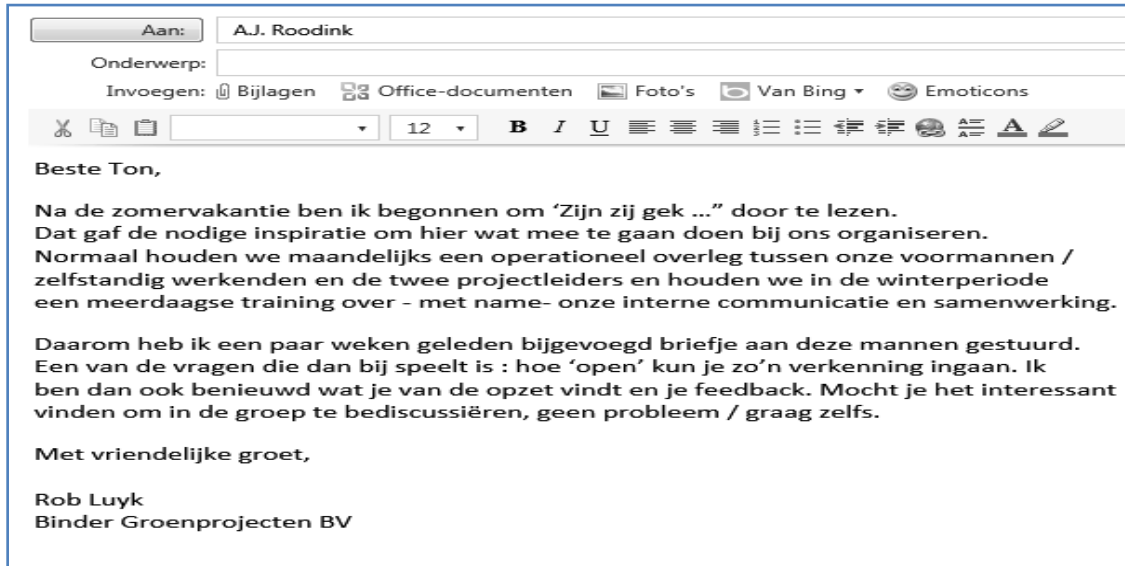 Aan: A.J. Roodink
Onderwerp:
Invoegen: Bijlagen Office-documenten Foto's Van Bing Emoticons
12 B I U A
Beste Ton,
Na de zomervakantie ben ik begonnen om ‘Zijn zij gek …” door te lezen.
Dat gaf de nodige inspiratie om hier wat mee te gaan doen bij ons organiseren.
Normaal houden we maandelijks een operationeel overleg tussen onze voormannen /
zelfstandig werkenden en de twee projectleiders en houden we in de winterperiode
een meerdaagse training over - met name- onze interne communicatie en samenwerking.
Daarom heb ik een paar weken geleden bijgevoegd briefje aan deze mannen gestuurd.
Een van de vragen die dan bij speelt is : hoe ‘open’ kun je zo’n verkenning ingaan. Ik
ben dan ook benieuwd wat je van de opzet vindt en je feedback. Mocht je het interessant
vinden om in de groep te bediscussiëren, geen probleem / graag zelfs.
Met vriendelijke groet,
Rob Luyk
Binder Groenprojecten BV